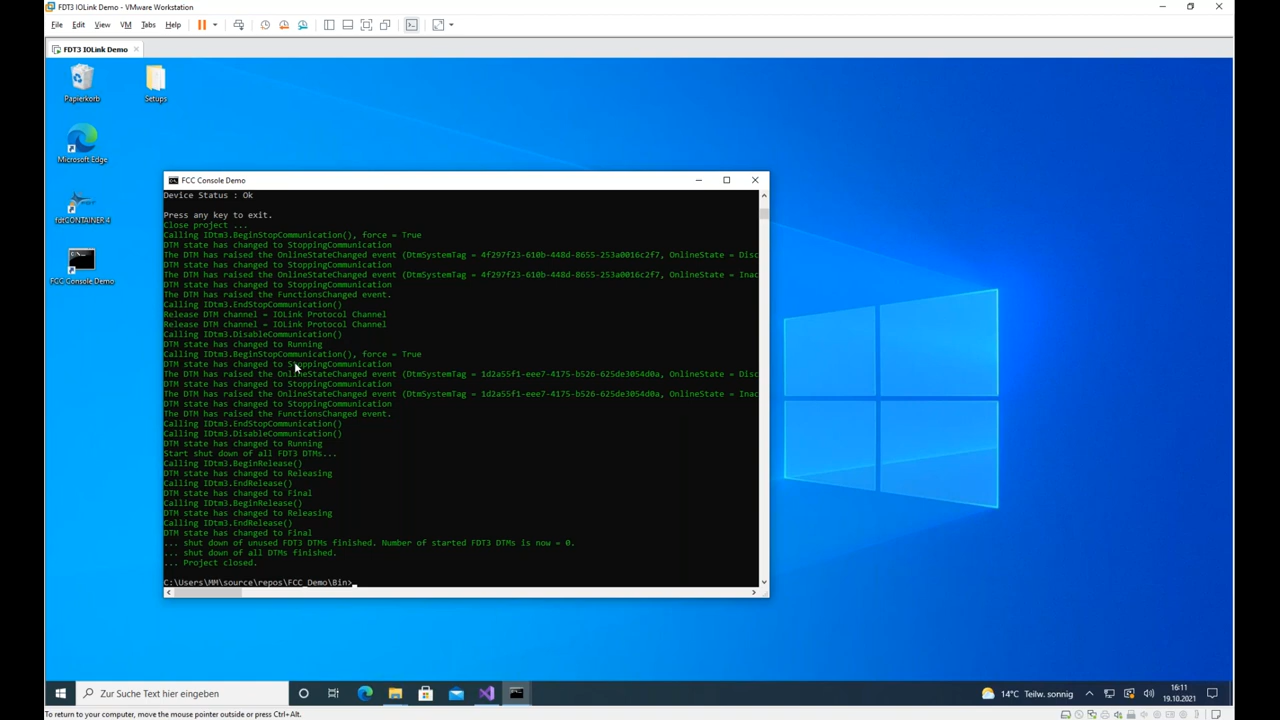 FDT3 IOLink Demo - VMware Workstation
File Edit View VM Tabs Help
FDT3 IOLink Demo
Papierkorb
Setups
Microsoft Edge
fdtCONTAINER 4
FCC Console Demo
FCC Console Demo
Device Status : Ok
Press any key to exit.
Close project ...
Calling IDtm3.BeginStopCommunication(), force = True
DTM state has changed to StoppingCommunication
The DTM has raised the OnlineStateChanged event (DtmSystemTag = 4f297f23-610b-448d-8655-253a0016c2f7, OnlineState = Disc
DTM state has changed to StoppingCommunication
The DTM has raised the OnlineStateChanged event (DtmSystemTag = 4f297f23-610b-448d-8655-253a0016c2f7, OnlineState = Inac
DTM state has changed to StoppingCommunication
The DTM has raised the FunctionsChanged event.
Calling IDtm3.EndStopCommunication()
Release DTM channel = IOLink Protocol Channel
Release DTM channel = IOLink Protocol Channel
Calling IDtm3.DisableCommunication()
DTM state has changed to Running
Calling IDtm3.BeginStopCommunication(), force = True
DTM state has changed to StoppingCommunication
The DTM has raised the OnlineStateChanged event (DtmSystemTag = 1d2a55f1-eee7-4175-b526-625de3054d0a, OnlineState = Disc
DTM state has changed to StoppingCommunication
The DTM has raised the OnlineStateChanged event (DtmSystemTag = 1d2a55f1-eee7-4175-b526-625de3054d0a, OnlineState = Inac
DTM state has changed to StoppingCommunication
The DTM has raised the FunctionsChanged event.
Calling IDtm3.EndStopCommunication()
Calling IDtm3.DisableCommunication()
DTM state has changed to Running
Start shut down of all FDT3 DTMs...
Calling IDtm3.BeginRelease()
DTM state has changed to Releasing
Calling IDtm3.EndRelease()
DTM state has changed to Final
Calling IDtm3.BeginRelease()
DTM state has changed to Releasing
Calling IDtm3.EndRelease()
DTM state has changed to Final
... shut down of unused FDT3 DTMs finished. Number of started FDT3 DTMs is now = 0.
... shut down of all DTMs finished.
... Project closed.
C:\Users\MM\source\repos\FCC_Demo\Bin>
Zur Suche Text hier eingeben
14°C Teilw. sonnig
16:11
19.10.2021
To return to your computer, move the mouse pointer outside or press Ctrl+Alt.